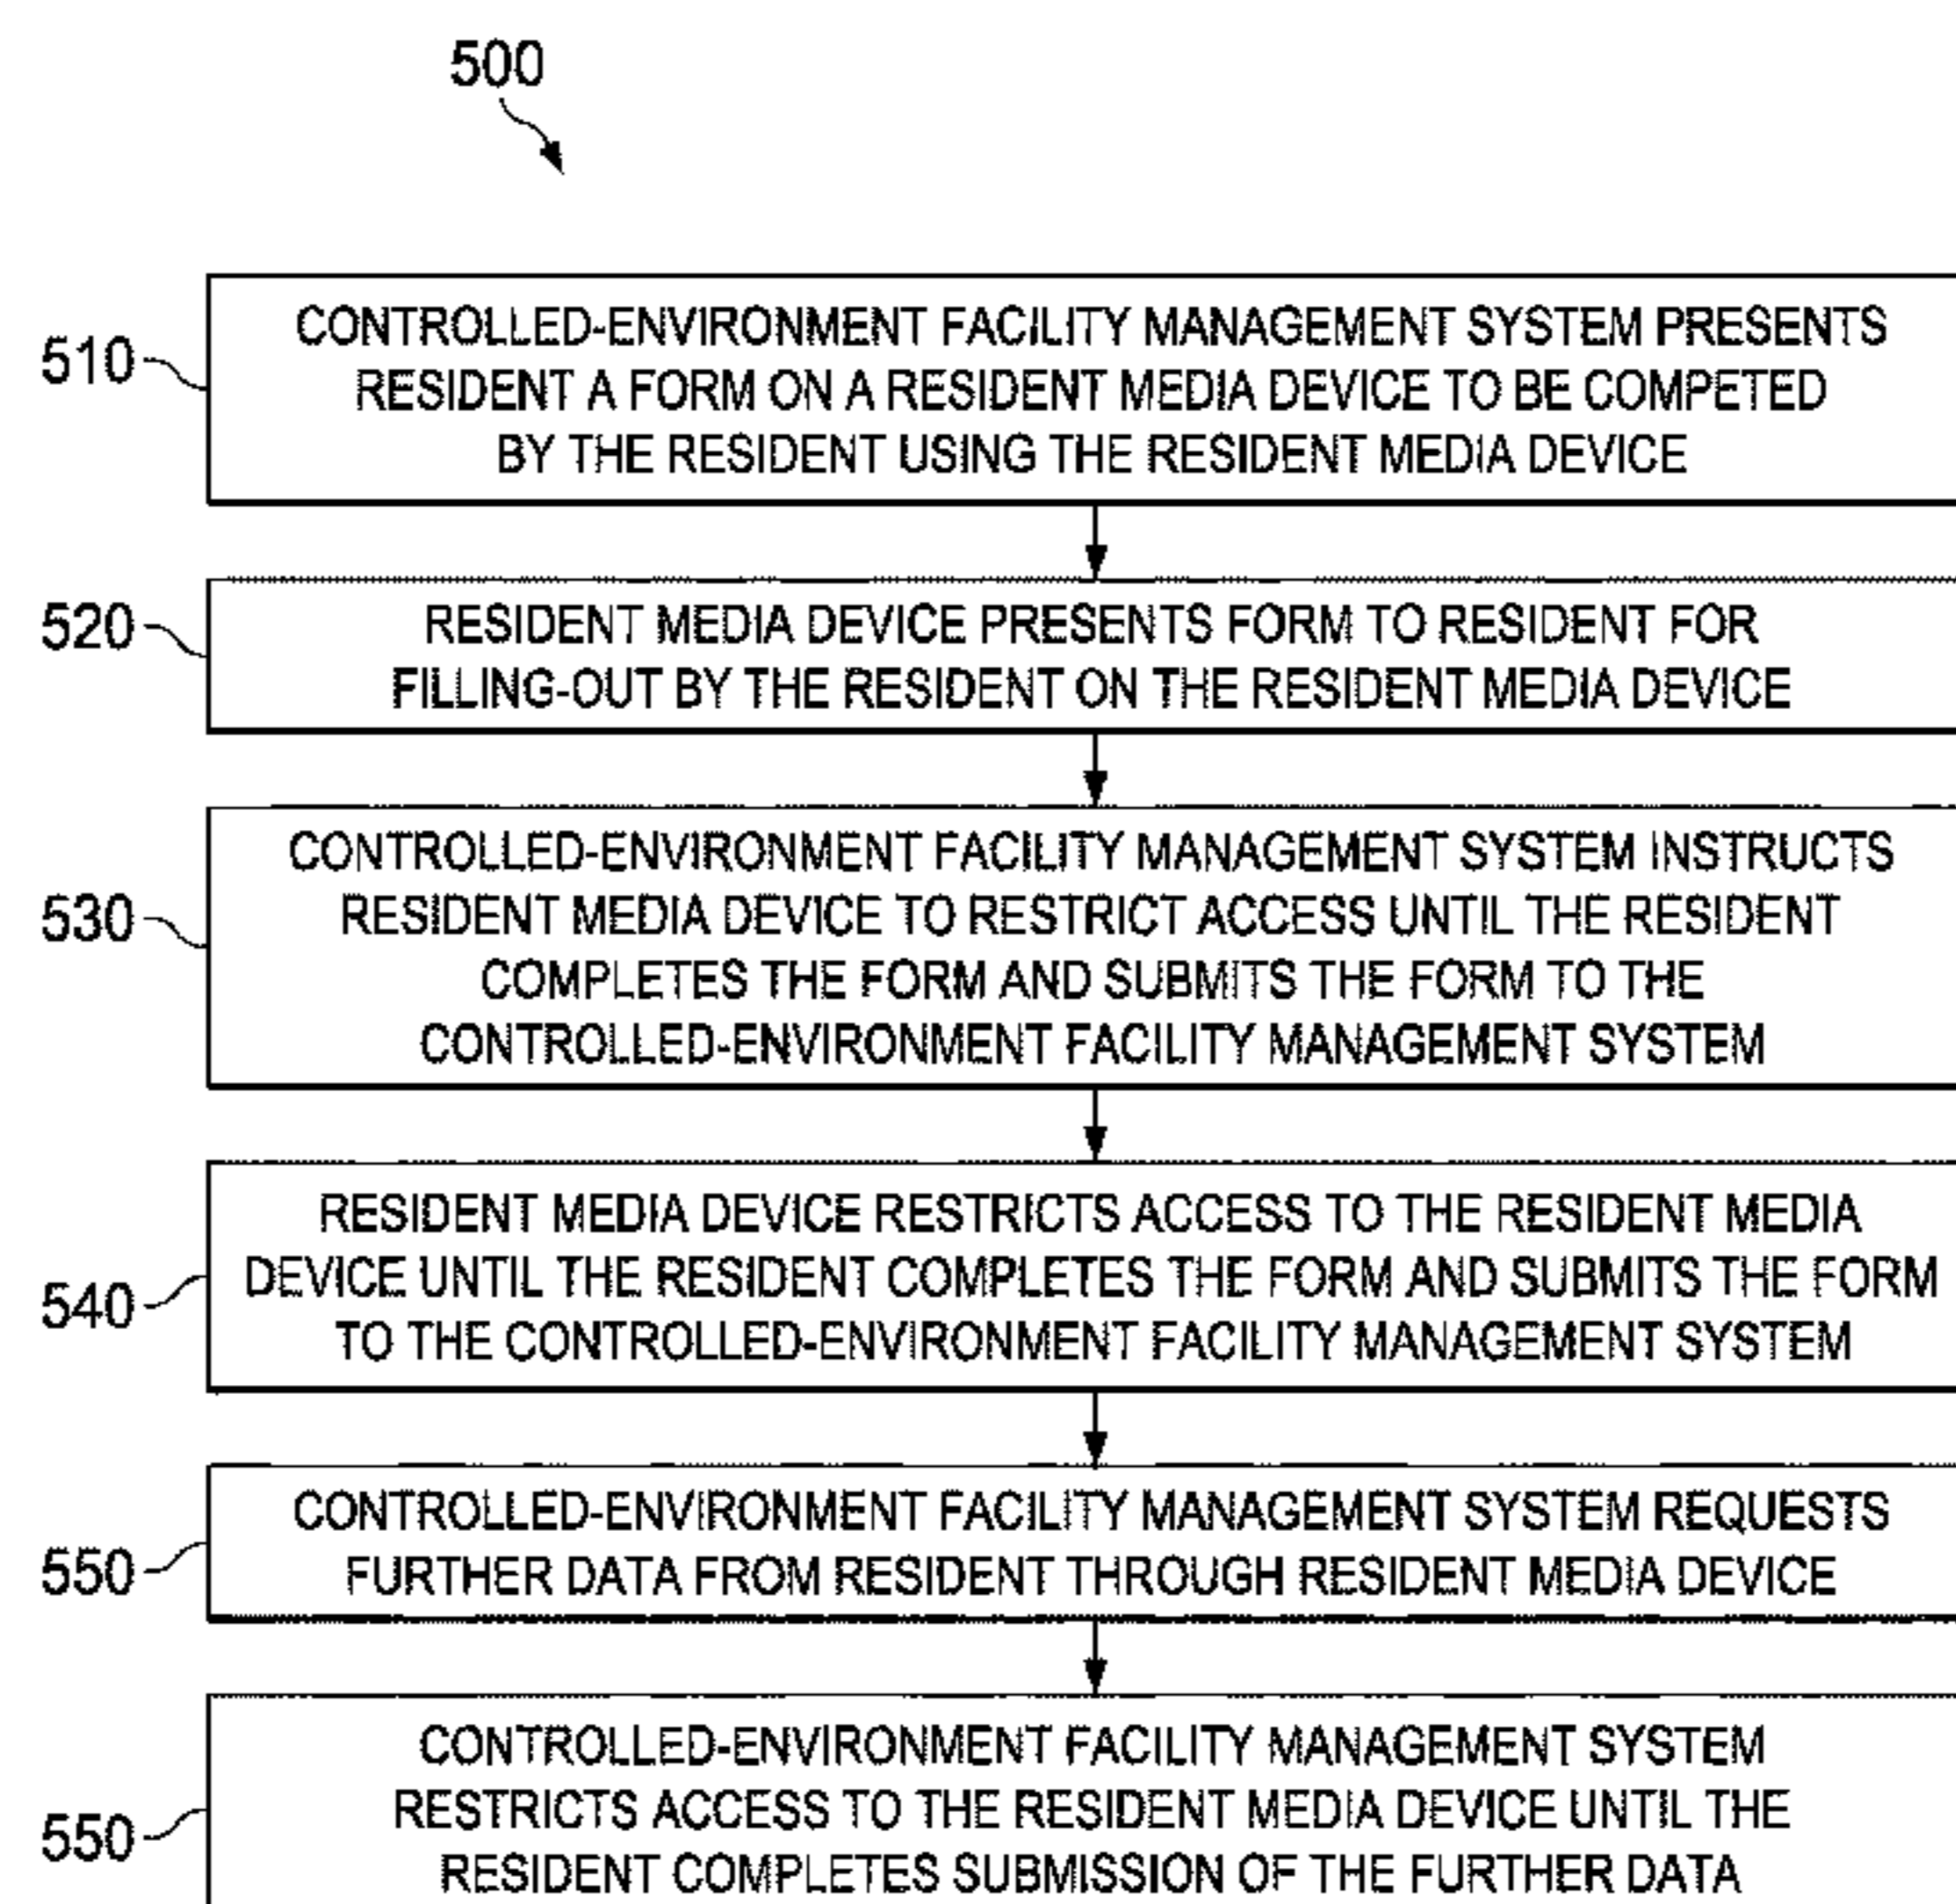 500
510
CONTROLLED-ENVIRONMENT FACILITY MANAGEMENT SYSTEM PRESENTS
RESIDENT A FORM ON A RESIDENT MEDIA DEVICE TO BE COMPETED
BY THE RESIDENT USING THE RESIDENT MEDIA DEVICE
520
RESIDENT MEDIA DEVICE PRESENTS FORM TO RESIDENT FOR
FILLING-OUT BY THE RESIDENT ON THE RESIDENT MEDIA DEVICE
530
CONTROLLED-ENVIRONMENT FACILITY MANAGEMENT SYSTEM INSTRUCTS
RESIDENT MEDIA DEVICE TO RESTRICT ACCESS UNTIL THE RESIDENT
COMPLETES THE FORM AND SUBMITS THE FORM TO THE
CONTROLLED-ENVIRONMENT FACILITY MANAGEMENT SYSTEM
540
RESIDENT MEDIA DEVICE RESTRICTS ACCESS TO THE RESIDENT MEDIA
DEVICE UNTIL THE RESIDENT COMPLETES THE FORM AND SUBMITS THE FORM
TO THE CONTROLLED-ENVIRONMENT FACILITY MANAGEMENT SYSTEM
550
CONTROLLED-ENVIRONMENT FACILITY MANAGEMENT SYSTEM REQUESTS
FURTHER DATA FROM RESIDENT THROUGH RESIDENT MEDIA DEVICE
550
CONTROLLED-ENVIRONMENT FACILITY MANAGEMENT SYSTEM
RESTRICTS ACCESS TO THE RESIDENT MEDIA DEVICE UNTIL THE
RESIDENT COMPLETES SUBMISSION OF THE FURTHER DATA